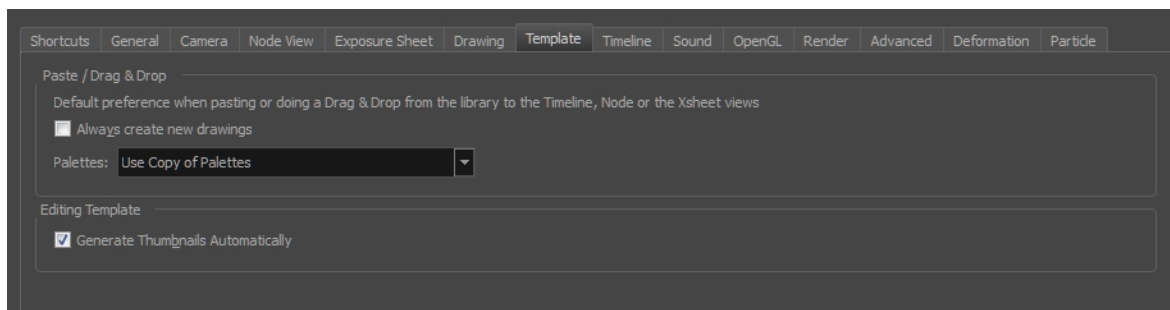 Shortcuts General Camera Node View Exposure Sheet Drawing Template Timeline Sound OpenGL Render Advanced Deformation Particle
Paste / Drag & Drop
Default preference when pasting or doing a Drag & Drop from the library to the Timeline, Node or the Xsheet views
Always create new drawings
Palettes: Use Copy of Palettes
Editing Template
Generate Thumbnails Automatically